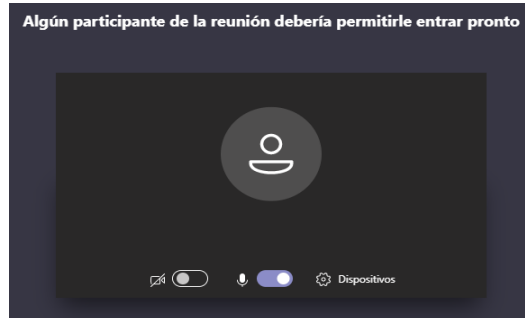 Algún participante de la reunión debería permitirle entrar pronto
Dispositivos